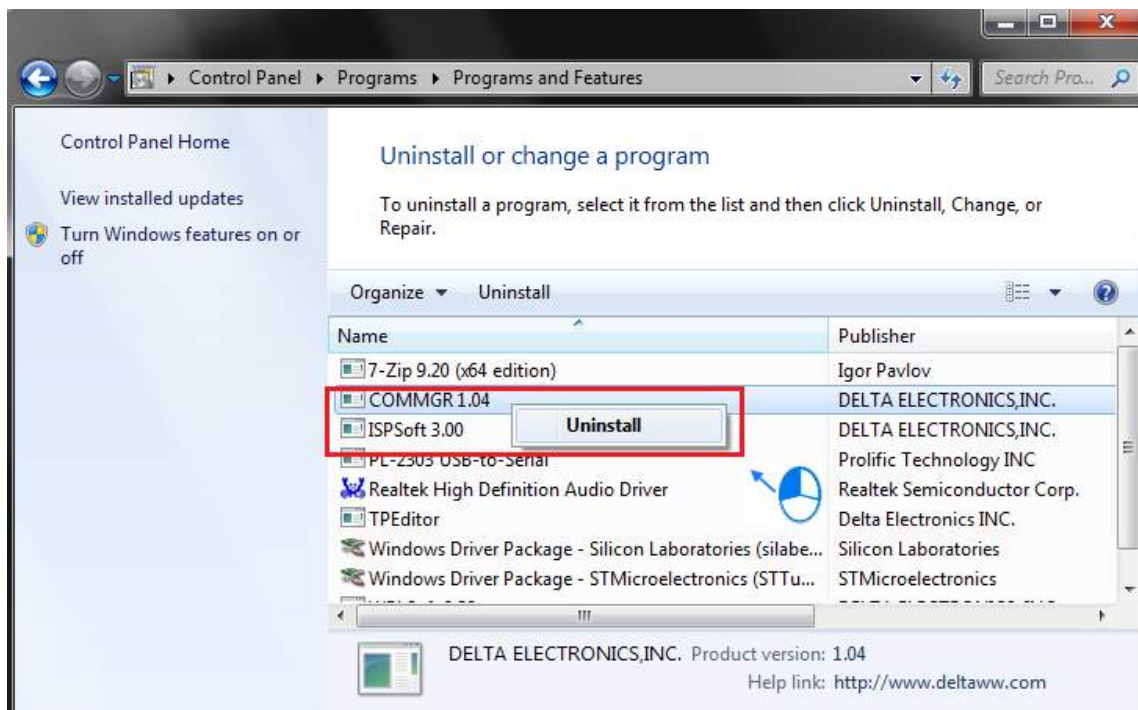 Control Panel ▸ Programs ▸ Programs and Features
Search Pro...
Control Panel Home
View installed updates
Turn Windows features on or
off
Uninstall or change a program
To uninstall a program, select it from the list and then click Uninstall, Change, or
Repair.
Organize Uninstall
Name Publisher
7-Zip 9.20 (x64 edition) Igor Pavlov
COMMGR 1.04 DELTA ELECTRONICS,INC.
ISPSoft 3.00 Uninstall DELTA ELECTRONICS,INC.
PL-2303 USB-to-Serial Prolific Technology INC
Realtek High Definition Audio Driver Realtek Semiconductor Corp.
TPEditor Delta Electronics INC.
Windows Driver Package - Silicon Laboratories (silabe... Silicon Laboratories
Windows Driver Package - STMicroelectronics (STTu... STMicroelectronics
DELTA ELECTRONICS,INC. Product version: 1.04
Help link: http://www.deltaww.com